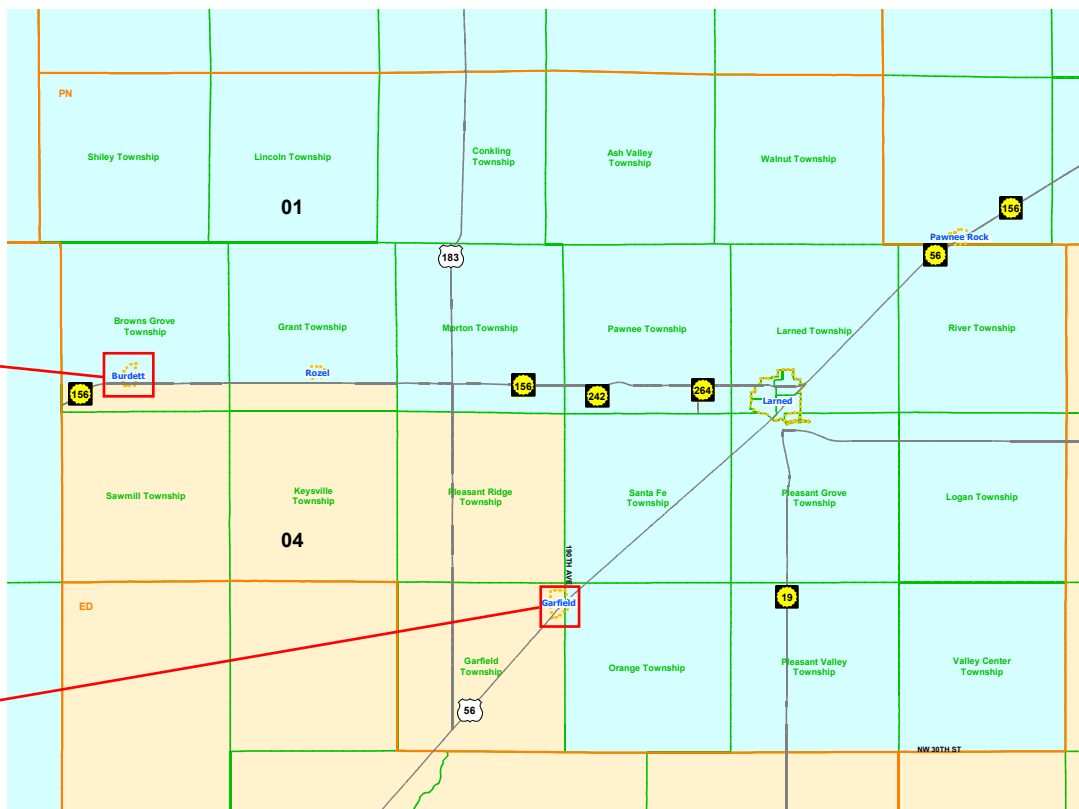 PN
Shiley Township
Lincoln Township
Conkling
Township
Ash Valley
Township
Walnut Township
01
156
Pawnee Rock
56
183
Browns Grove
Township
Grant Township
Morton Township
Pawnee Township
Larned Township
River Township
Burdett
Rozel
156
156
242
264
Larned
Sawmill Township
Keysville
Township
Pleasant Ridge
Township
Santa Fe
Township
Pleasant Grove
Township
Logan Township
04
190TH AVE
ED
Garfield
19
Garfield
Township
Orange Township
Pleasant Valley
Township
Valley Center
Township
56
NW 30TH ST